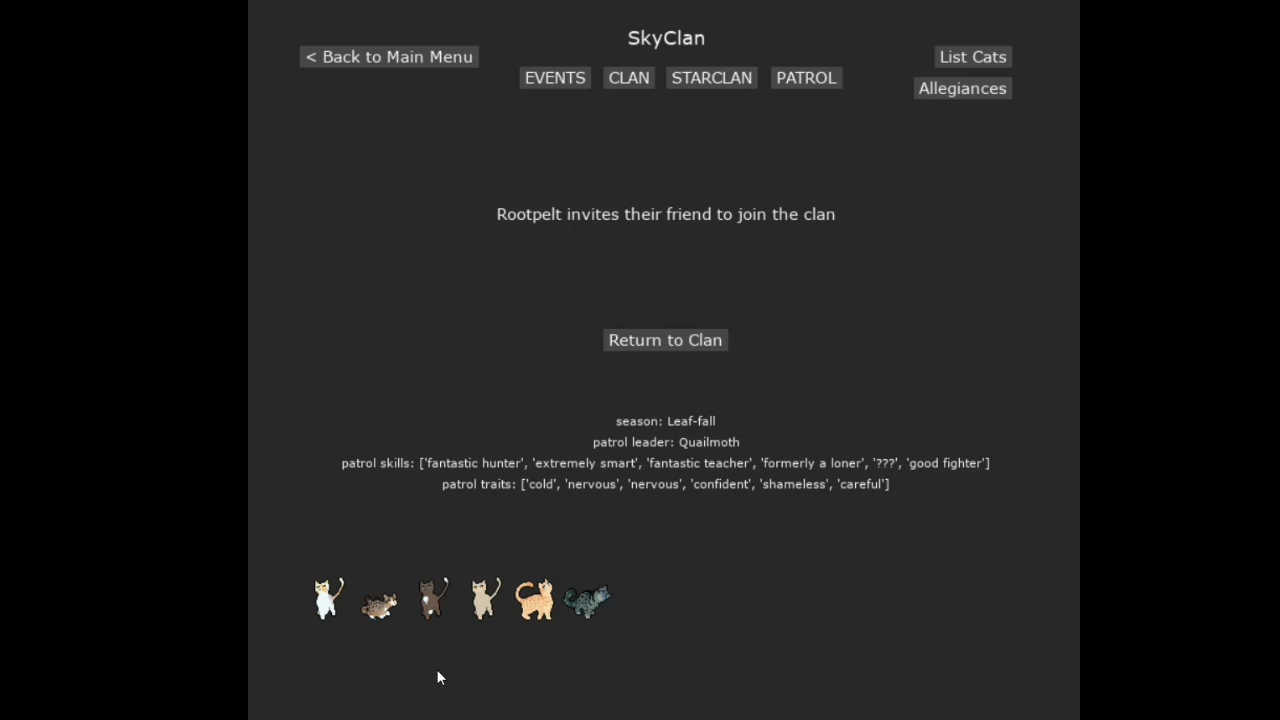 SkyClan
< Back to Main Menu
List Cats
EVENTS CLAN STARCLAN PATROL
Allegiances
Rootpelt invites their friend to join the clan
Return to Clan
season: Leaf-fall
patrol leader: Quailmoth
patrol skills: ['fantastic hunter', 'extremely smart', 'fantastic teacher', 'formerly a loner', '???', 'good fighter']
patrol traits: ['cold', 'nervous', 'nervous', 'confident', 'shameless', 'careful']